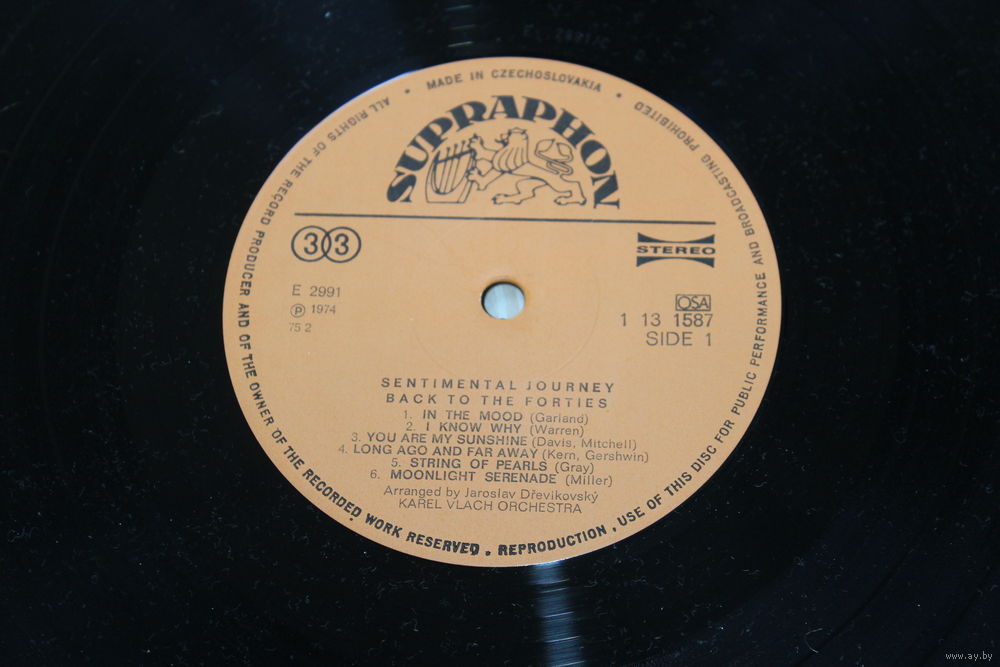 MADE IN CZECHOSLOVAKIA
ALL RIGHTS OF THE RECORD PRODUCER AND OF THE OWNER OF THE RECORDED WORK RESERVED . REPRODUCTION , USE OF THIS DISC FOR PUBLIC PERFORMANCE AND BROADCASTING PROHIBITED
SUPRAPHON
33
STEREO
E 2991
Ⓟ 1974
75 2
OSA
1 13 1587
SIDE 1
SENTIMENTAL JOURNEY
BACK TO THE FORTIES
1. IN THE MOOD (Garland)
2. I KNOW WHY (Warren)
3. YOU ARE MY SUNSHINE (Davis, Mitchell)
4. LONG AGO AND FAR AWAY (Kern, Gershwin)
5. STRING OF PEARLS (Gray)
6. MOONLIGHT SERENADE (Miller)
Arranged by Jaroslav Dřevikovský
KAREL VLACH ORCHESTRA
www.ay.by